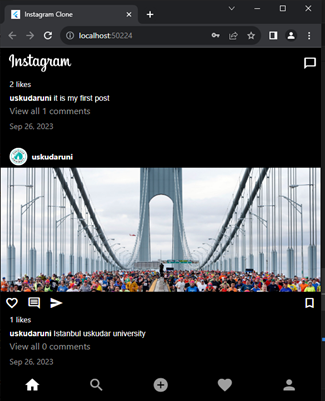 Instagram Clone
localhost:50224
Instagram
2 likes
uskudaruni it is my first post
View all 1 comments
Sep 26, 2023
uskudaruni
1 likes
uskudaruni Istanbul uskudar university
View all 0 comments
Sep 26, 2023